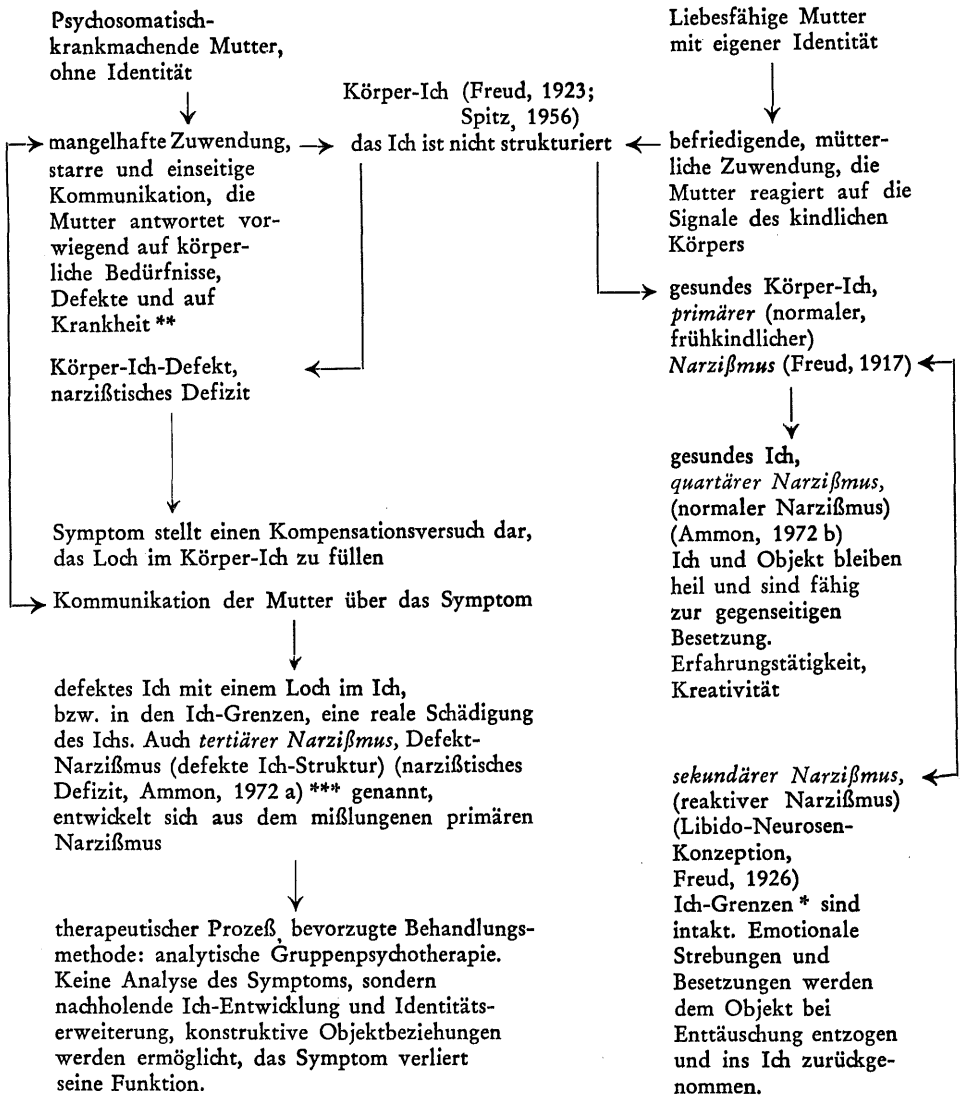 Psychosomatisch-
krankmachende Mutter,
ohne Identität
mangelhafte Zuwendung,
starre und einseitige
Kommunikation, die
Mutter antwortet vor-
wiegend auf körper-
liche Bedürfnisse,
Defekte und auf
Krankheit **
Körper-Ich-Defekt,
narzißtisches Defizit
Symptom stellt einen Kompensationsversuch dar,
das Loch im Körper-Ich zu füllen
Kommunikation der Mutter über das Symptom
defektes Ich mit einem Loch im Ich,
bzw. in den Ich-Grenzen, eine reale Schädigung
des Ichs. Auch tertiärer Narzißmus, Defekt-
Narzißmus (defekte Ich-Struktur) (narzißtisches
Defizit, Ammon, 1972 a) *** genannt,
entwickelt sich aus dem mißlungenen primären
Narzißmus
therapeutischer Prozeß, bevorzugte Behandlungs-
methode: analytische Gruppenpsychotherapie.
Keine Analyse des Symptoms, sondern
nachholende Ich-Entwicklung und Identitäts-
erweiterung, konstruktive Objektbeziehungen
werden ermöglicht, das Symptom verliert
seine Funktion.
Körper-Ich (Freud, 1923;
Spitz, 1956)
das Ich ist nicht strukturiert
Liebesfähige Mutter
mit eigener Identität
befriedigende, mütter-
liche Zuwendung, die
Mutter reagiert auf die
Signale des kindlichen
Körpers
gesundes Körper-Ich,
primärer (normaler,
frühkindlicher)
Narzißmus (Freud, 1917)
gesundes Ich,
quartärer Narzißmus,
(normaler Narzißmus)
(Ammon, 1972 b)
Ich und Objekt bleiben
heil und sind fähig
zur gegenseitigen
Besetzung.
Erfahrungstätigkeit,
Kreativität
sekundärer Narzißmus,
(reaktiver Narzißmus)
(Libido-Neurosen-
Konzeption,
Freud, 1926)
Ich-Grenzen * sind
intakt. Emotionale
Strebungen und
Besetzungen werden
dem Objekt bei
Enttäuschung entzogen
und ins Ich zurückge-
nommen.